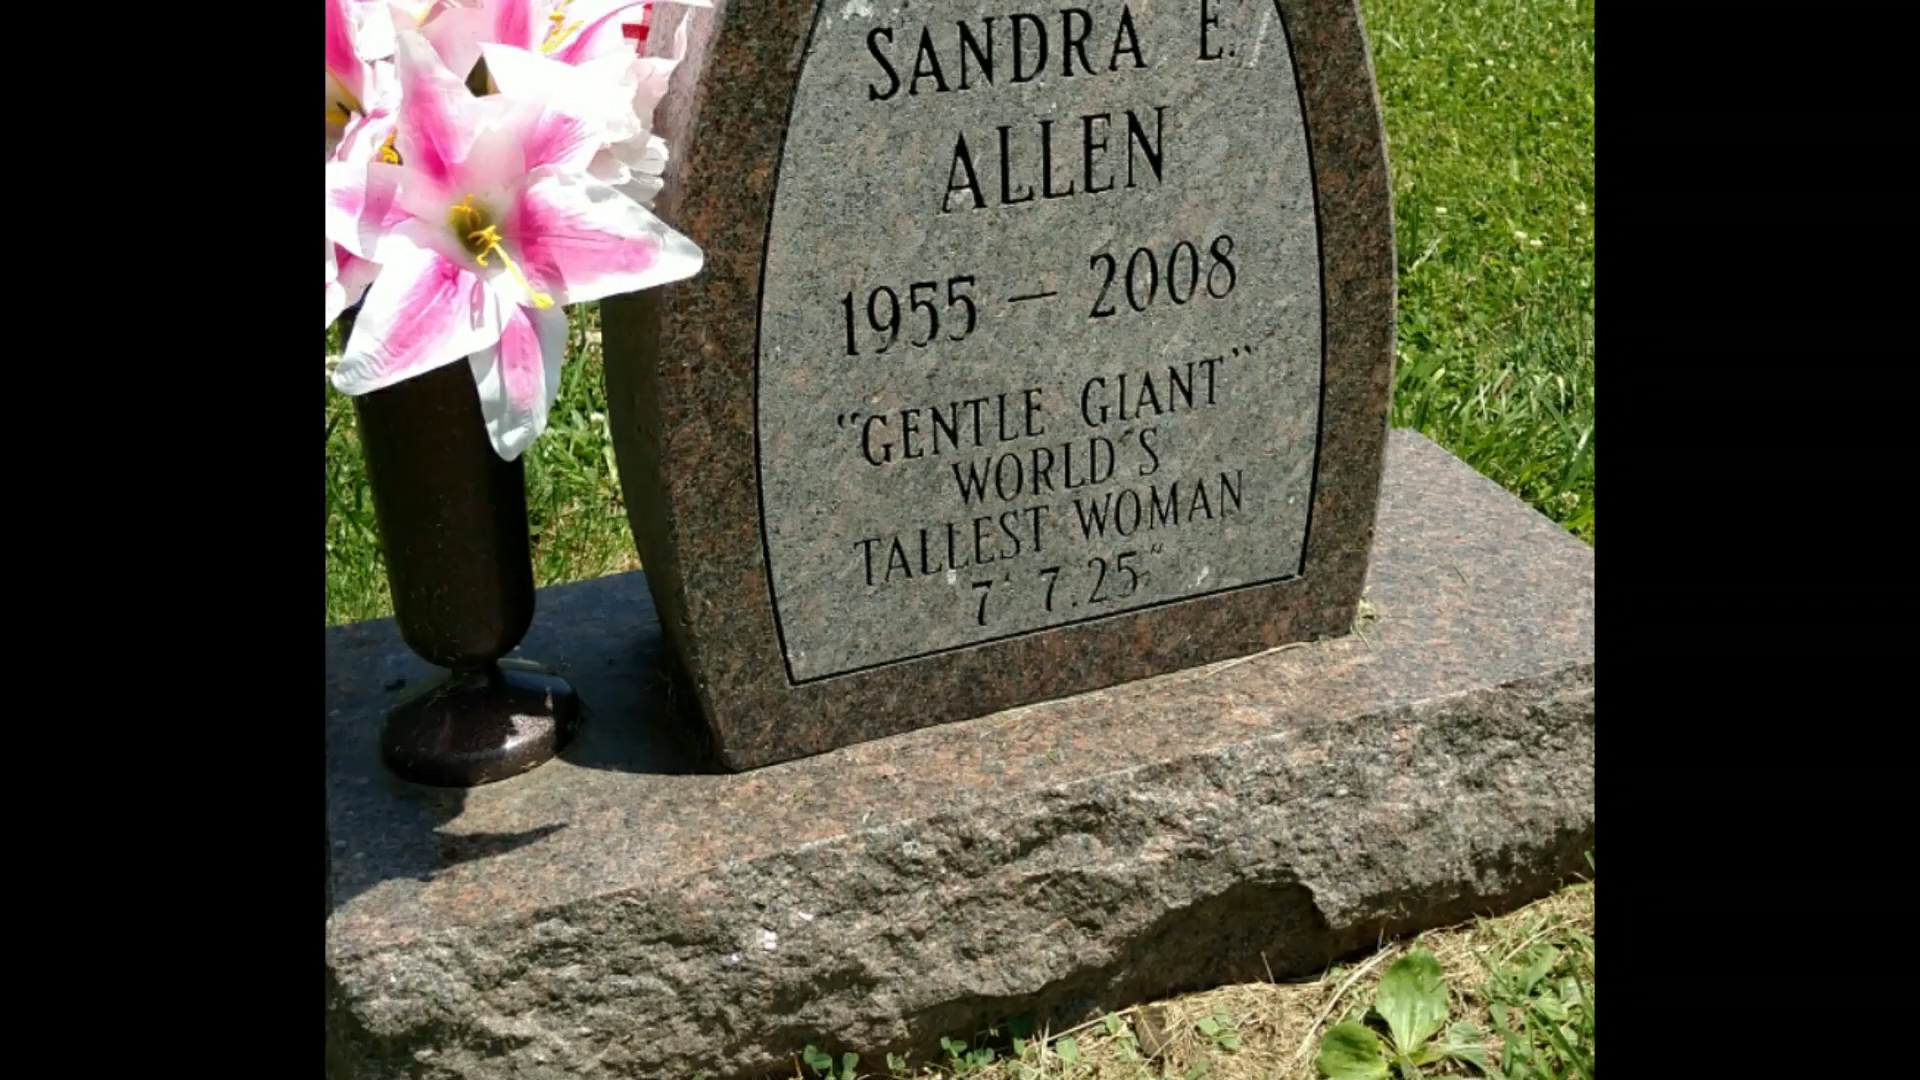 SANDRA E.
ALLEN
1955 – 2008
"GENTLE GIANT"
WORLD'S
TALLEST WOMAN
7' 7.25"